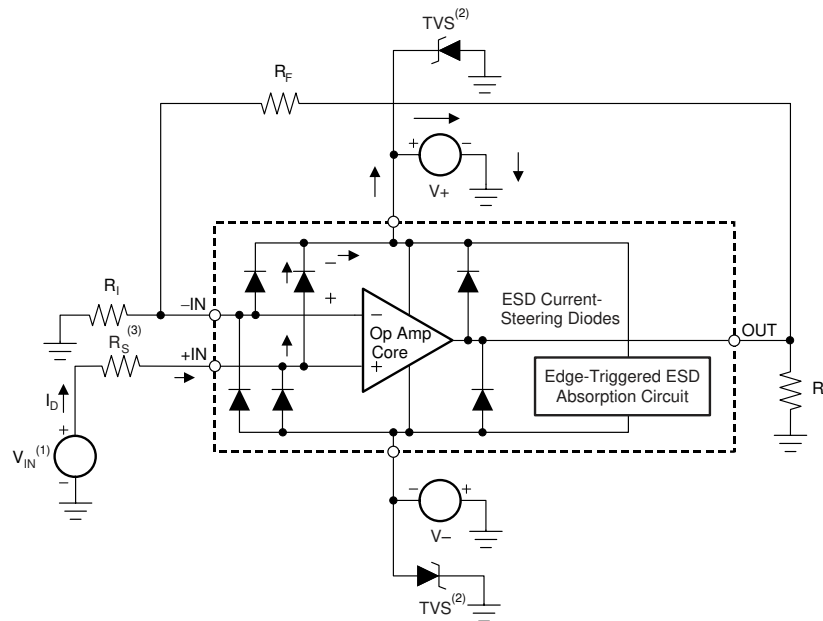 TVS(2)
RF
+ −
V+
RI
(3)
−IN
RS
+IN
ID
+
VIN(1)
−
−
+
−
Op Amp
Core
+
ESD Current-
Steering Diodes
OUT
Edge-Triggered ESD
Absorption Circuit
R
− +
V−
TVS(2)